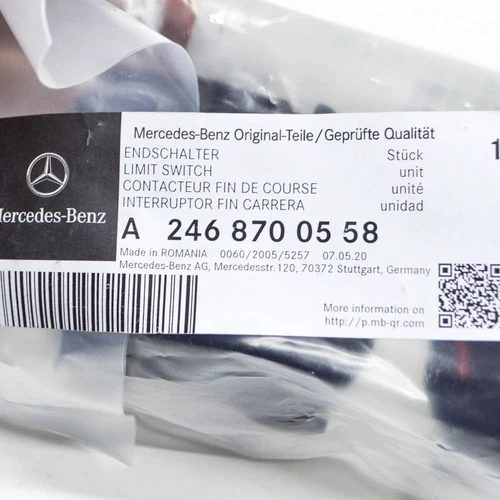 Mercedes-Benz Original-Teile/Geprüfte Qualität
ENDSCHALTER Stück 1
LIMIT SWITCH unit
CONTACTEUR FIN DE COURSE unité
INTERRUPTOR FIN CARRERA unidad
Mercedes-Benz
A 246 870 05 58
Made in ROMANIA 0060/2005/5257 07.05.20
Mercedes-Benz AG, Mercedesstr.120, 70372 Stuttgart, Germany
More information on
http://p.mb-qr.com